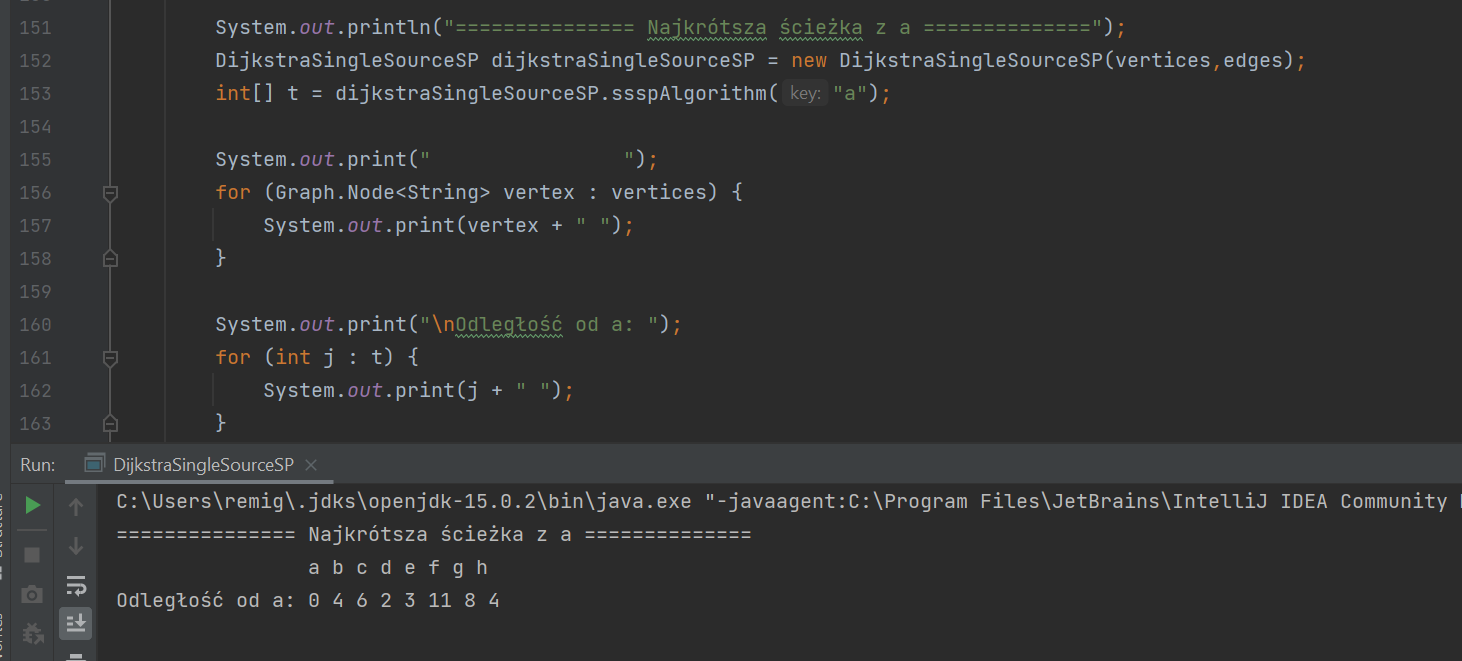 151 System.out.println("=============== Najkrótsza ścieżka z a ==============");
152 DijkstraSingleSourceSP dijkstraSingleSourceSP = new DijkstraSingleSourceSP(vertices,edges);
153 int[] t = dijkstraSingleSourceSP.ssspAlgorithm( key: "a");
154
155 System.out.print("                ");
156 for (Graph.Node<String> vertex : vertices) {
157 System.out.print(vertex + " ");
158 }
159
160 System.out.print("\nOdległość od a: ");
161 for (int j : t) {
162 System.out.print(j + " ");
163 }
Run: DijkstraSingleSourceSP
C:\Users\remig\.jdks\openjdk-15.0.2\bin\java.exe "-javaagent:C:\Program Files\JetBrains\IntelliJ IDEA Community
=============== Najkrótsza ścieżka z a ==============
a b c d e f g h
Odległość od a: 0 4 6 2 3 11 8 4